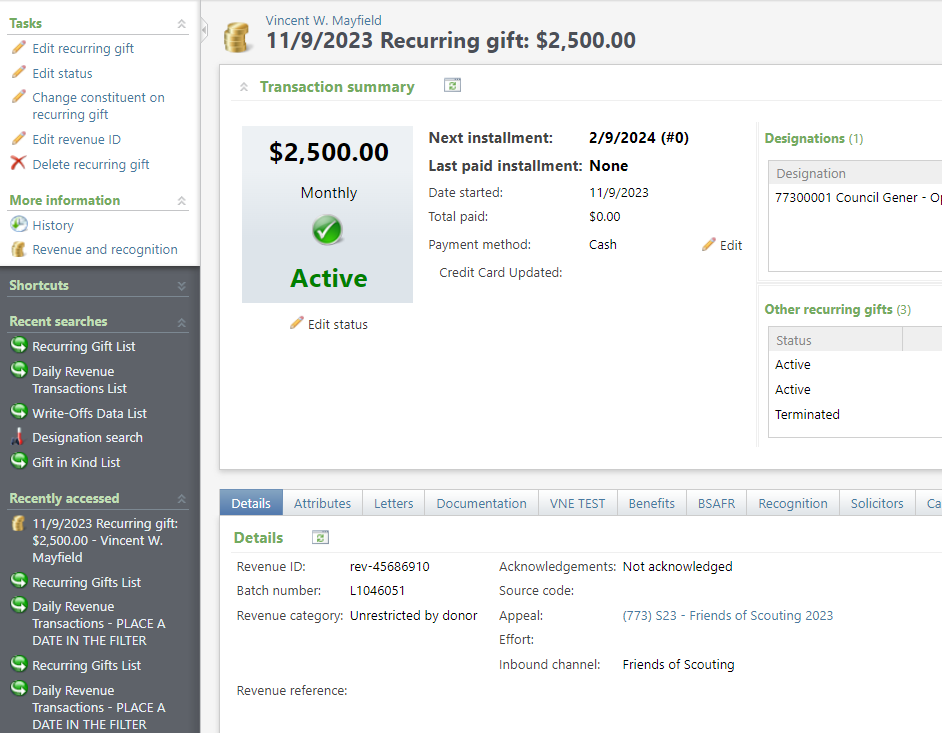 Tasks
Edit recurring gift
Edit status
Change constituent on
recurring gift
Edit revenue ID
Delete recurring gift
More information
History
Revenue and recognition
Shortcuts
Recent searches
Recurring Gift List
Daily Revenue
Transactions List
Write-Offs Data List
Designation search
Gift in Kind List
Recently accessed
11/9/2023 Recurring gift:
$2,500.00 - Vincent W.
Mayfield
Recurring Gifts List
Daily Revenue
Transactions - PLACE A
DATE IN THE FILTER
Recurring Gifts List
Daily Revenue
Transactions - PLACE A
DATE IN THE FILTER
Vincent W. Mayfield
11/9/2023 Recurring gift: $2,500.00
Transaction summary
$2,500.00
Monthly
Active
Edit status
Next installment: 2/9/2024 (#0)
Last paid installment: None
Date started: 11/9/2023
Total paid: $0.00
Payment method: Cash Edit
Credit Card Updated:
Designations (1)
Designation
77300001 Council Gener - Op
Other recurring gifts (3)
Status
Active
Active
Terminated
Details Attributes Letters Documentation VNE TEST Benefits BSAFR Recognition Solicitors Ca
Details
Revenue ID: rev-45686910
Batch number: L1046051
Revenue category: Unrestricted by donor
Acknowledgements: Not acknowledged
Source code:
Appeal: (773) S23 - Friends of Scouting 2023
Effort:
Inbound channel: Friends of Scouting
Revenue reference: